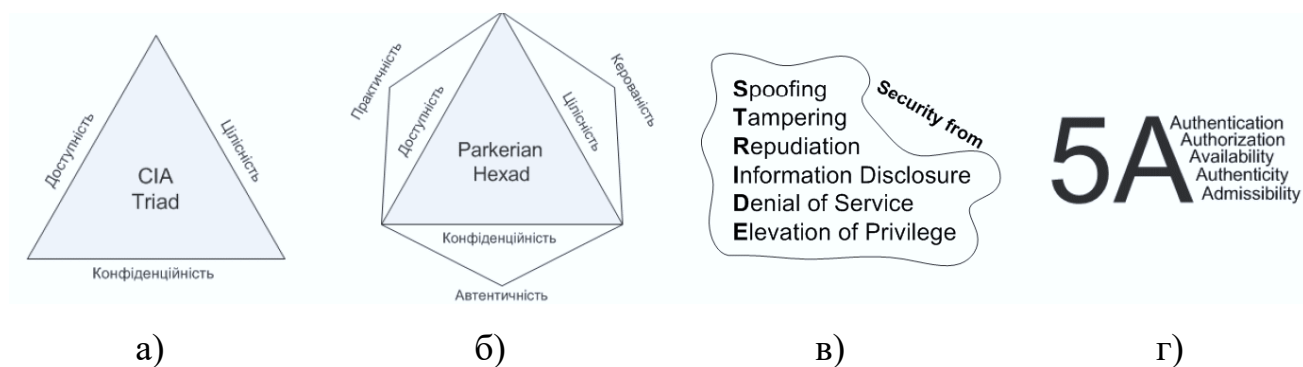 Доступність
Цілісність
CIA
Triad
Конфіденційність
Практичність
Керованість
Доступність
Цілісність
Parkerian
Hexad
Конфіденційність
Автентичність
Security from
Spoofing
Tampering
Repudiation
Information Disclosure
Denial of Service
Elevation of Privilege
5A
Authentication
Authorization
Availability
Authenticity
Admissibility
а)
б)
в)
г)